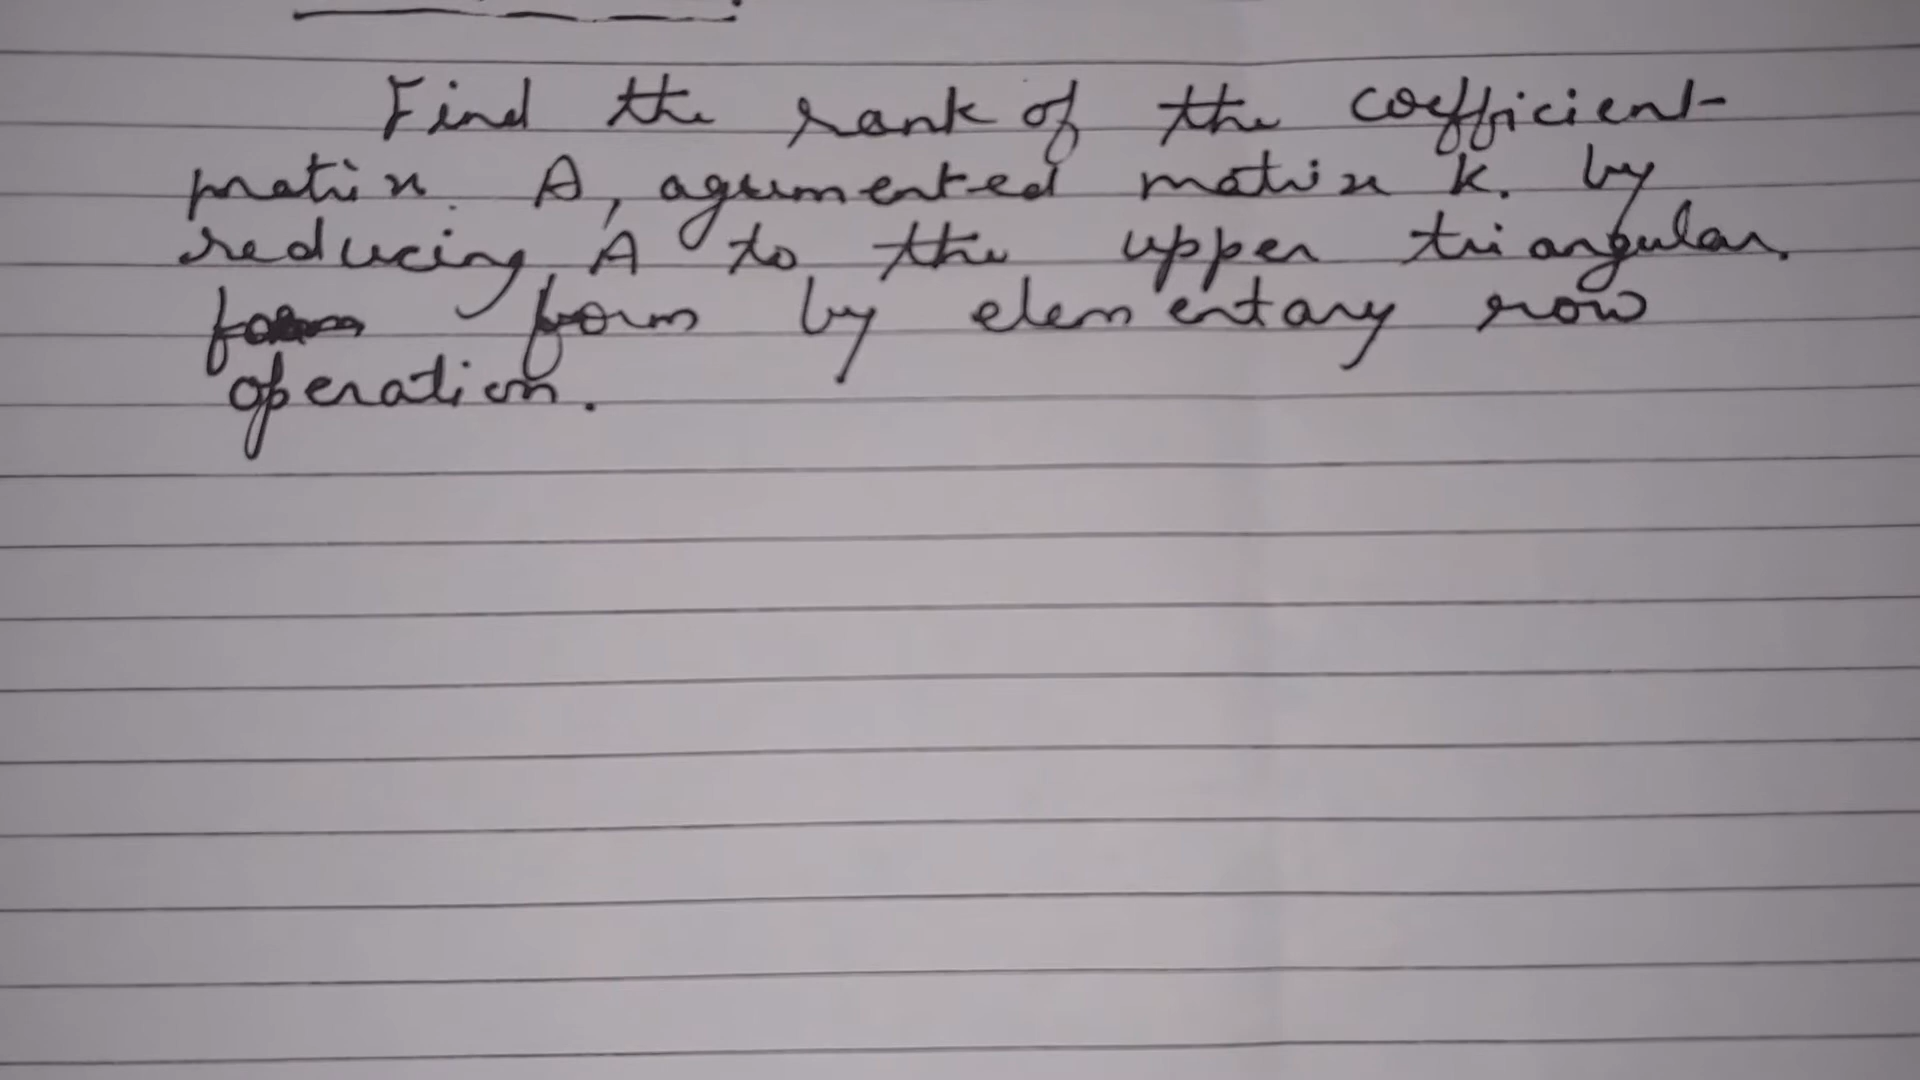 Find the rank of the coefficient
matrix A, agumented matrix K. by
reducing A to the upper triangular.
form by elementary row
operation.